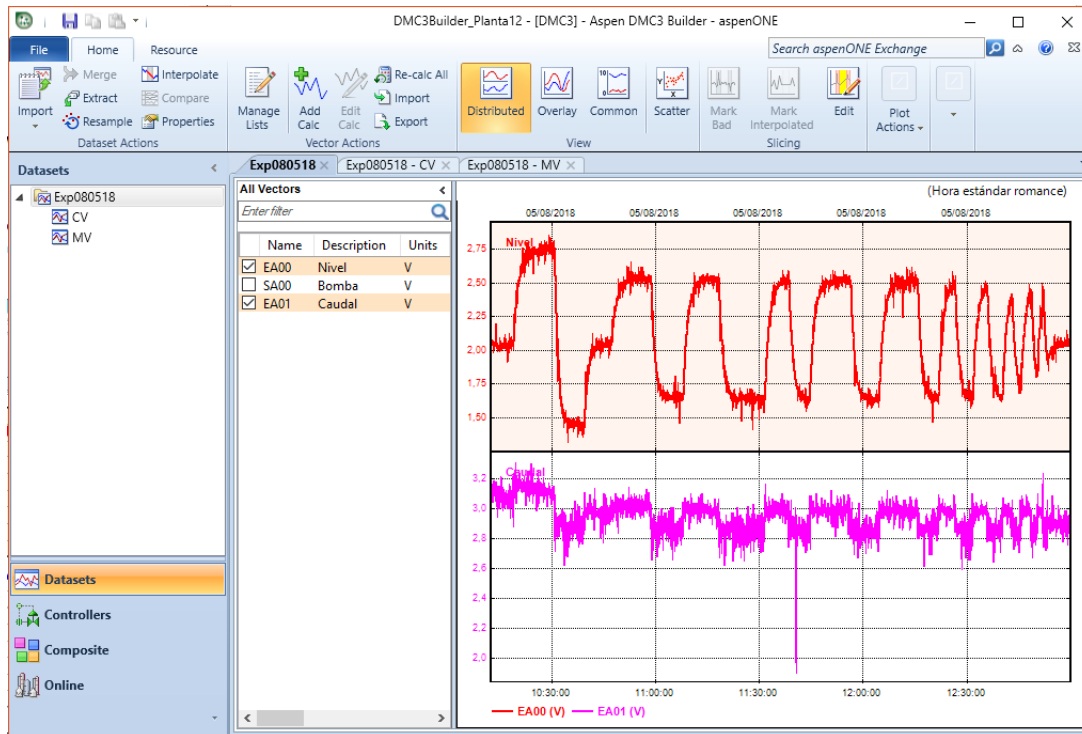 DMC3Builder_Planta12 - [DMC3] - Aspen DMC3 Builder - aspenONE
File Home Resource Search aspenONE Exchange
Import
Merge
Extract
Resample
Interpolate
Compare
Properties
Dataset Actions
Manage Lists
Add Calc
Edit Calc
Re-calc All
Import
Export
Vector Actions
Distributed
Overlay
Common
Scatter
View
Mark Bad
Mark Interpolated
Edit
Slicing
Plot Actions
Datasets
Exp080518
CV
MV
Datasets
Controllers
Composite
Online
Exp080518 Exp080518 - CV Exp080518 - MV
All Vectors
Enter filter
Name Description Units
EA00 Nivel V
SA00 Bomba V
EA01 Caudal V
(Hora estándar romance)
05/08/2018 05/08/2018 05/08/2018 05/08/2018 05/08/2018
Nivel
2,75
2,50
2,25
2,00
1,75
1,50
Caudal
3,2
3,0
2,8
2,6
2,4
2,2
2,0
10:30:00 11:00:00 11:30:00 12:00:00 12:30:00
EA00 (V) EA01 (V)